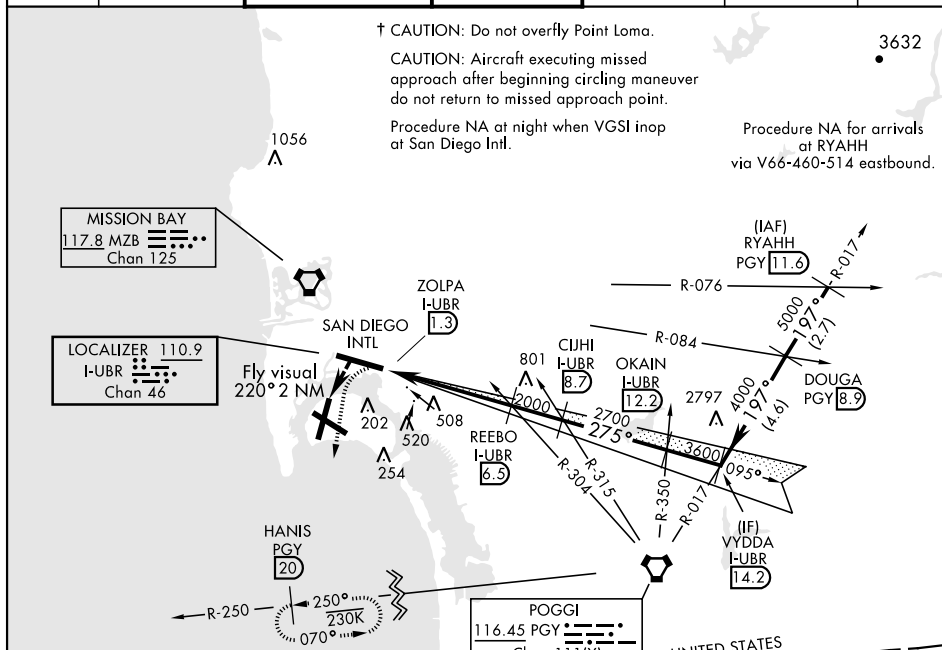 † CAUTION: Do not overfly Point Loma.
CAUTION: Aircraft executing missed
approach after beginning circling maneuver
do not return to missed approach point.
Procedure NA at night when VGSI inop
at San Diego Intl.
3632
Procedure NA for arrivals
at RYAHH
via V66-460-514 eastbound.
1056
MISSION BAY
117.8 MZB
Chan 125
(IAF)
RYAHH
PGY 11.6
R-017
R-076
5000
197°
(2.7)
ZOLPA
I-UBR
1.3
SAN DIEGO
INTL
LOCALIZER 110.9
I-UBR
Chan 46
Fly visual
220° 2 NM
R-084
DOUGA
PGY 8.9
4000
197°
(4.6)
CIJHI
I-UBR
8.7
OKAIN
I-UBR
12.2
801
2797
2000
2700
275°
3600
095°
202
508
520
254
REEBO
I-UBR
6.5
R-304
R-315
R-350
R-017
(IF)
VYDDA
I-UBR
14.2
HANIS
PGY
20
R-250
250°
230K
070°
POGGI
116.45 PGY
UNITED STATES